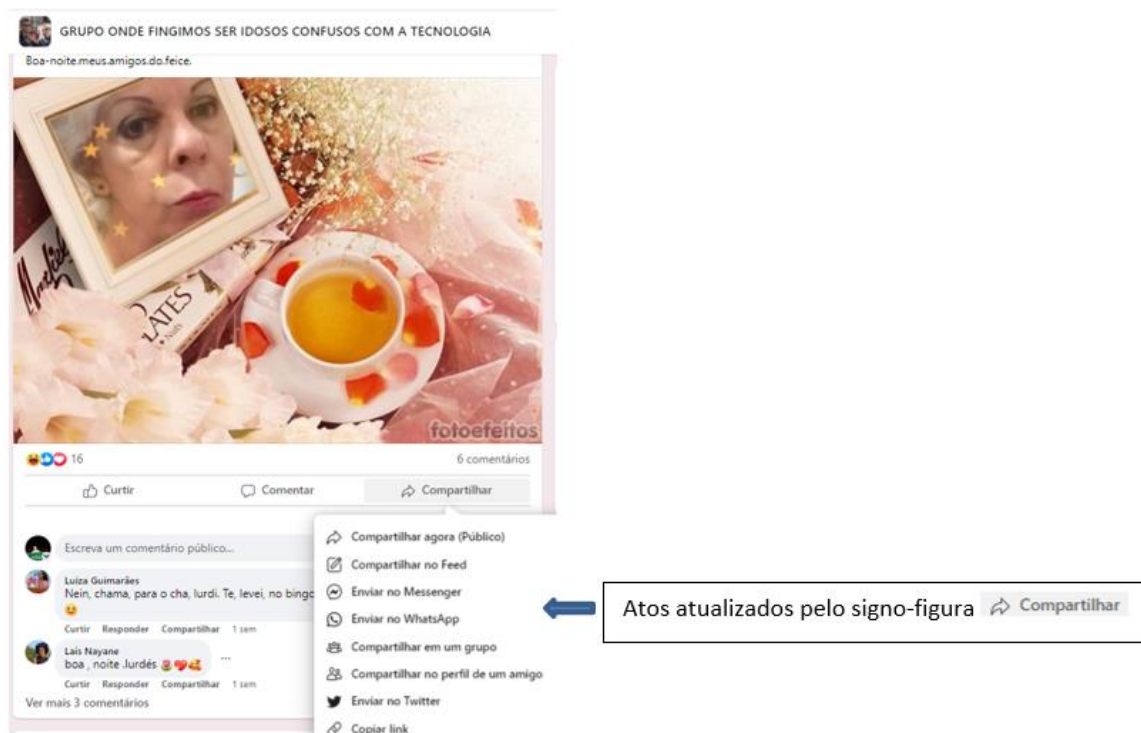 GRUPO ONDE FINGIMOS SER IDOSOS CONFUSOS COM A TECNOLOGIA
Boa-noite.meus.amigos.do.feice.
fotoefeitos
16
6 comentários
Curtir Comentar Compartilhar
Escreva um comentário público...
Luiza Guimarães
Nein, chama, para o cha, lurdi. Te, levei, no bingo
Curtir Responder Compartilhar 1 sem
Lais Nayane
boa , noite .lurdés
Curtir Responder Compartilhar 1 sem
Ver mais 3 comentários
Compartilhar agora (Público)
Compartilhar no Feed
Enviar no Messenger
Enviar no WhatsApp
Compartilhar em um grupo
Compartilhar no perfil de um amigo
Enviar no Twitter
Copiar link
Atos atualizados pelo signo-figura Compartilhar